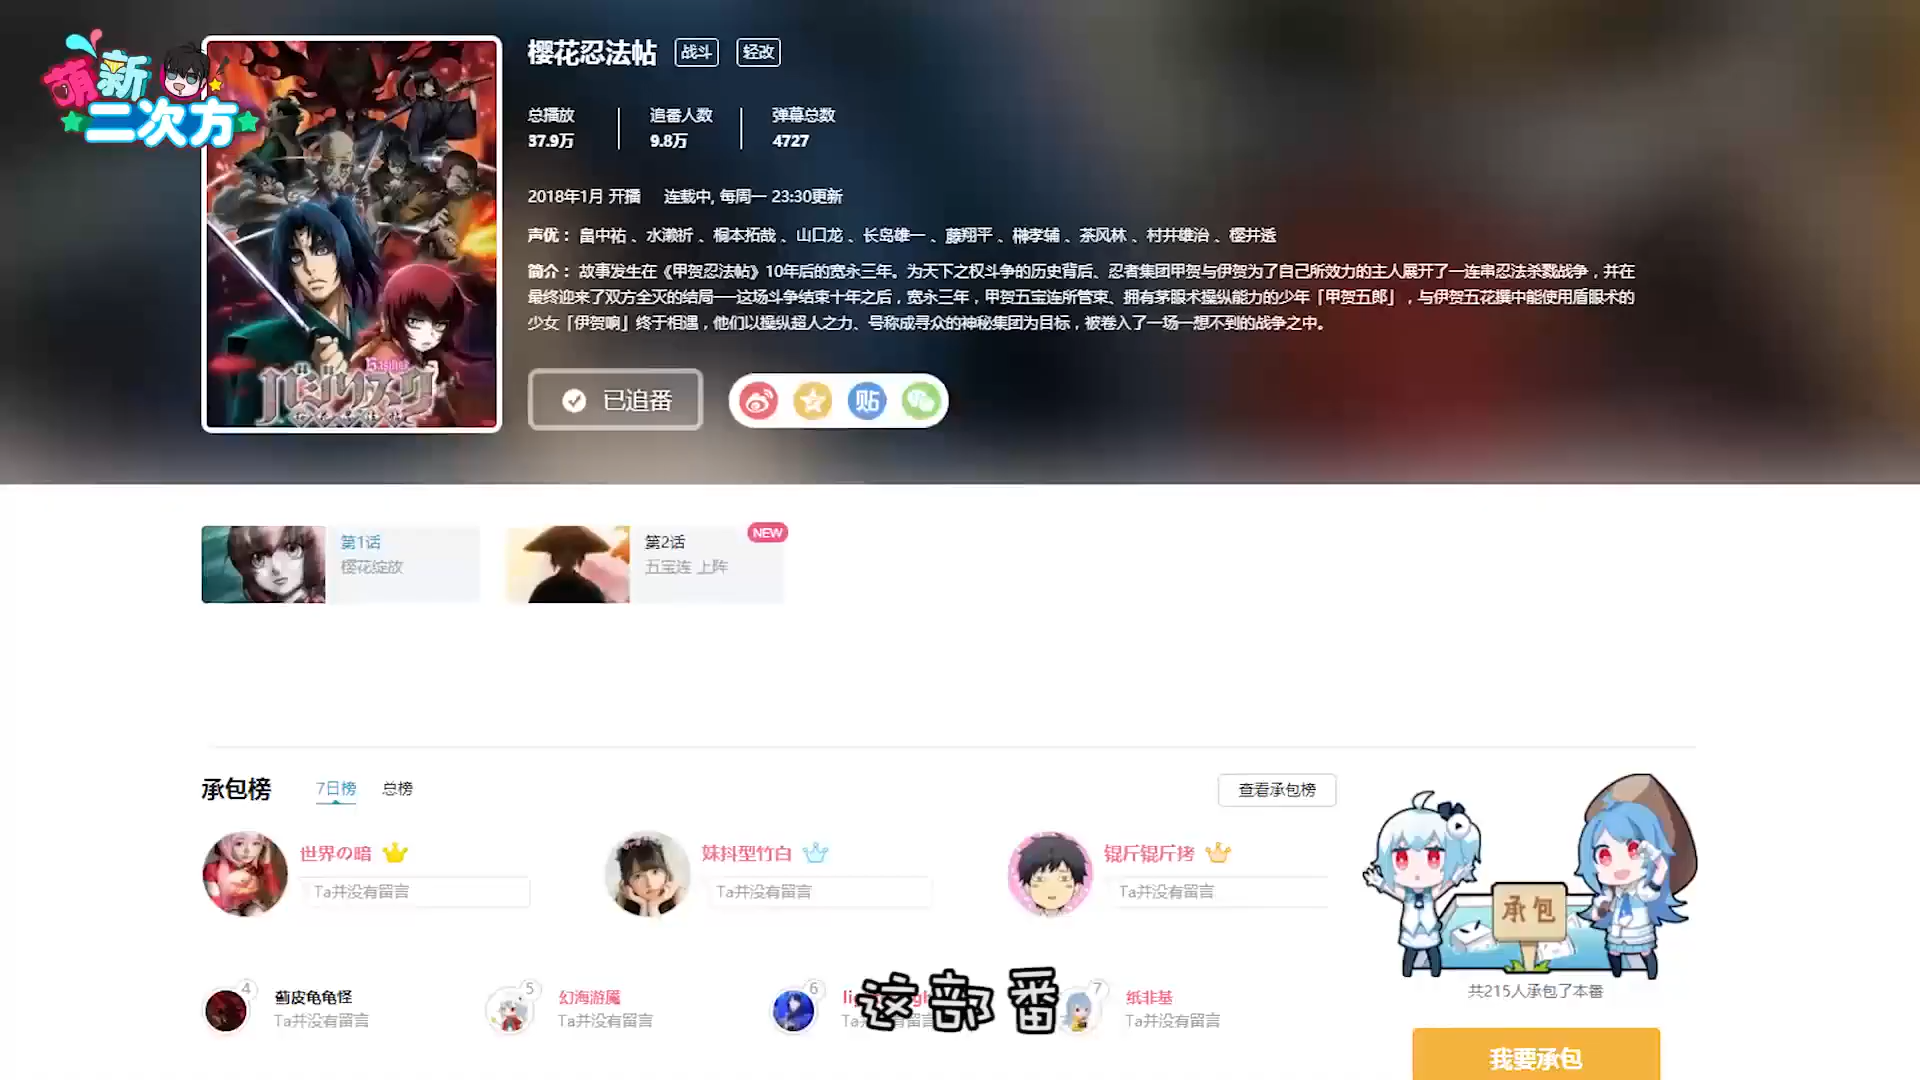 萌新
二次方
樱花忍法帖 战斗 轻改
总播放 追番人数 弹幕总数
37.9万 9.8万 4727
2018年1月 开播 连载中, 每周一 23:30更新
声优： 畠中祐 、水濑祈 、桐本拓哉 、山口龙 、长岛雄一 、藤翔平 、榊孝辅 、茶风林 、村井雄治 、樱井透
简介： 故事发生在《甲贺忍法帖》10年后的宽永三年。为天下之权斗争的历史背后、忍者集团甲贺与伊贺为了自己所效力的主人展开了一连串忍法杀戮战争，并在
最终迎来了双方全灭的结局——这场斗争结束十年之后，宽永三年，甲贺五宝连所管束、拥有茅眼术操纵能力的少年「甲贺五郎」，与伊贺五花撰中能使用盾眼术的
少女「伊贺响」终于相遇，他们以操纵超人之力、号称成寻众的神秘集团为目标，被卷入了一场一想不到的战争之中。
Basilisk
バジリスク
已追番 贴
第1话
樱花绽放
第2话
五宝连 上阵
NEW
承包榜 7日榜 总榜 查看承包榜
世界の暗
Ta并没有留言
妹抖型竹白
Ta并没有留言
锟斤锟斤拷
Ta并没有留言
承包
共215人承包了本番
4 蓟皮龟龟怪
Ta并没有留言
5 幻海游魇
Ta并没有留言
6
7 纸非基
Ta并没有留言
这部番
我要承包